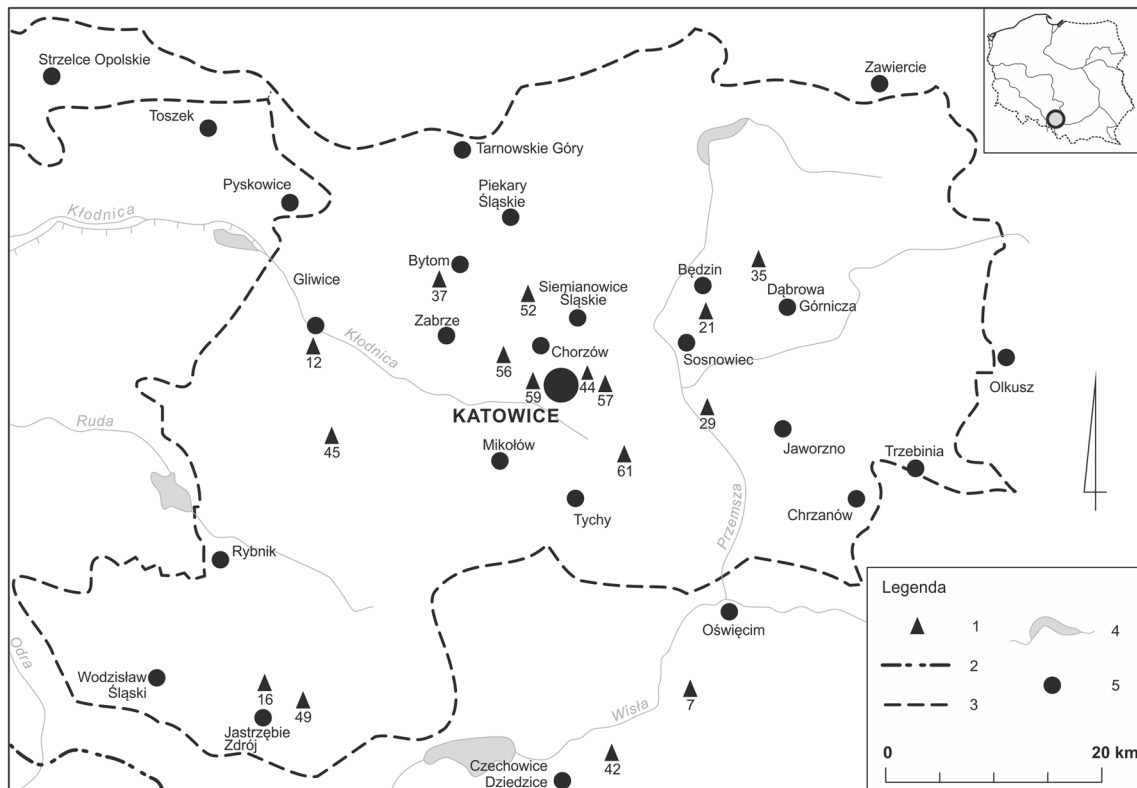 Strzelce Opolskie
Zawiercie
Toszek
Tarnowskie Góry
Pyskowice
Piekary
Śląskie
Kłodnica
Bytom
37
Gliwice
12
Zabrze
Kłodnica
52
Siemianowice
Śląskie
Chorzów
56
59
44
57
KATOWICE
Będzin
21
35
Dąbrowa
Górnicza
Sosnowiec
29
Olkusz
Ruda
45
Mikołów
61
Jaworzno
Trzebinia
Tychy
Przemsza
Chrzanów
Rybnik
Oświęcim
Odra
Wodzisław
Śląski
16
49
Jastrzębie
Zdrój
Wisła
7
42
Czechowice
Dziedzice
Legenda
1
2
3
4
5
0 20 km